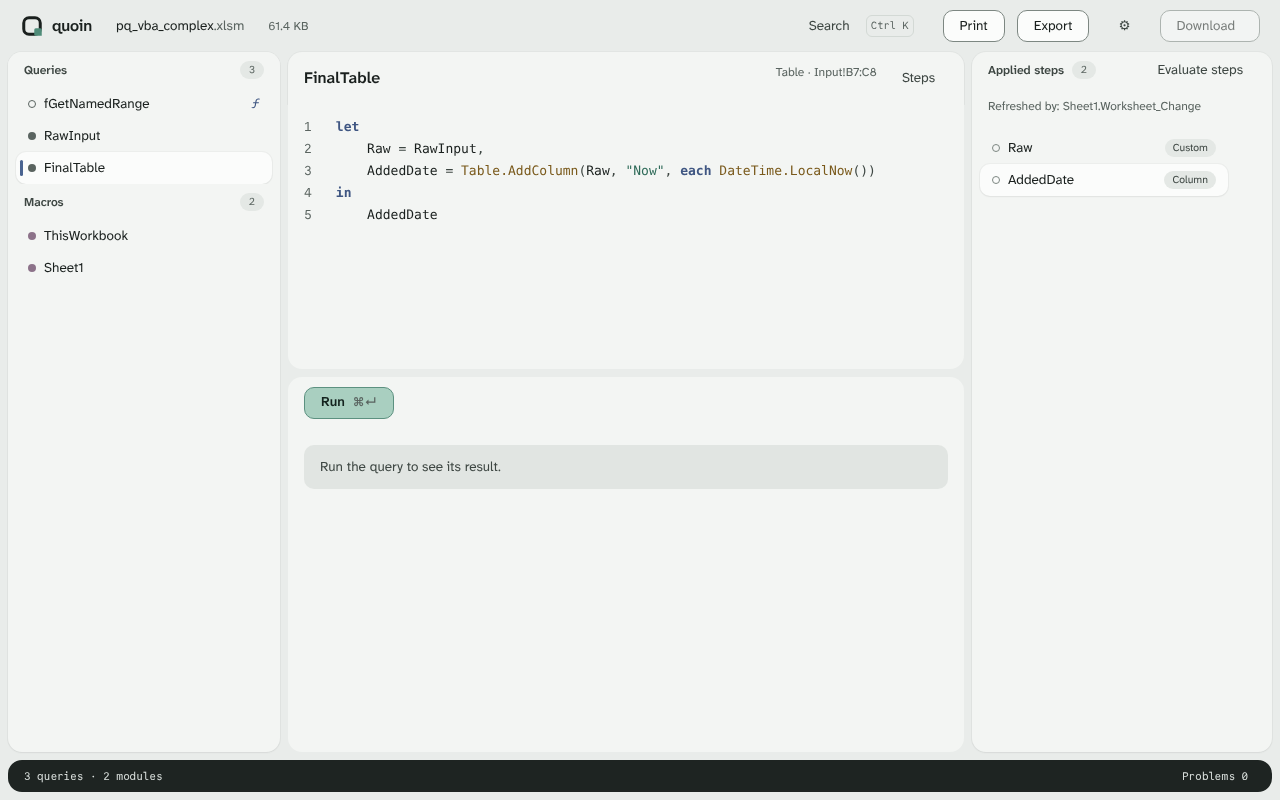 quoin pq_vba_complex.xlsm 61.4 KB Search Ctrl K Print Export ⚙ Download
Queries 3
fGetNamedRange ƒ
RawInput
FinalTable
Macros 2
ThisWorkbook
Sheet1
FinalTable Table · Input!B7:C8 Steps
1 let
2 Raw = RawInput,
3 AddedDate = Table.AddColumn(Raw, "Now", each DateTime.LocalNow())
4 in
5 AddedDate
Run ⌘↵
Run the query to see its result.
Applied steps 2 Evaluate steps
Refreshed by: Sheet1.Worksheet_Change
Raw Custom
AddedDate Column
3 queries · 2 modules Problems 0